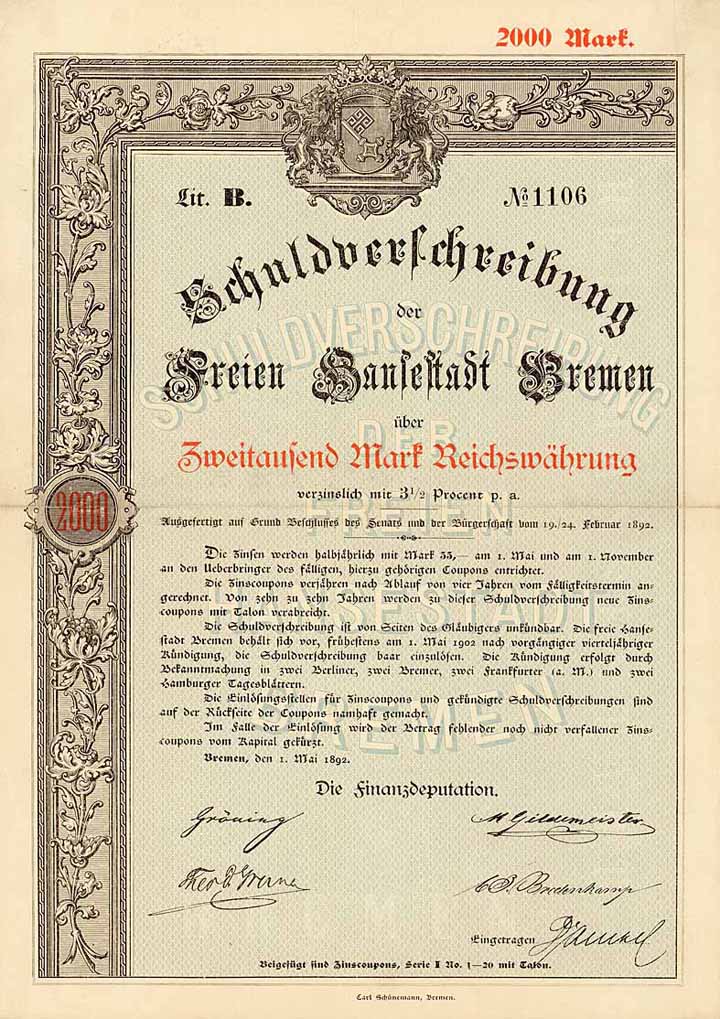 2000 Mark.
Lit. B. № 1106
Schuldverschreibung
der
Freien Hansestadt Bremen
über
Zweitausend Mark Reichswährung
verzinslich mit 3 1/2 Procent p. a.
Ausgefertigt auf Grund Beschlusses des Senats und der Bürgerschaft vom 19./24. Februar 1892.
Die Zinsen werden halbjährlich mit Mark 35,— am 1. Mai und am 1. November
an den Ueberbringer des fälligen, hierzu gehörigen Coupons entrichtet.
Die Zinscoupons verjähren nach Ablauf von vier Jahren vom Fälligkeitstermin an-
gerechnet. Von zehn zu zehn Jahren werden zu dieser Schuldverschreibung neue Zins-
coupons mit Talon verabreicht.
Die Schuldverschreibung ist von Seiten des Gläubigers unkündbar. Die freie Hanse-
stadt Bremen behält sich vor, frühestens am 1. Mai 1902 nach vorgängiger vierteljähriger
Kündigung, die Schuldverschreibung baar einzulösen. Die Kündigung erfolgt durch
Bekanntmachung in zwei Berliner, zwei Bremer, zwei Frankfurter (a. M.) und zwei
Hamburger Tagesblättern.
Die Einlösungsstellen für Zinscoupons und gekündigte Schuldverschreibungen sind
auf der Rückseite der Coupons namhaft gemacht.
Im Falle der Einlösung wird der Betrag fehlender noch nicht verfallener Zins-
coupons vom Kapital gekürzt.
Bremen, den 1. Mai 1892.
Die Finanzdeputation.
Gröning M Gildemeister
Eingetragen
Beigefügt sind Zinscoupons, Serie I No. 1—20 mit Talon.
Carl Schünemann, Bremen.
2000
SCHULDVERSCHREIBUNG
DER
FREIEN
HANSESTADT
BREMEN